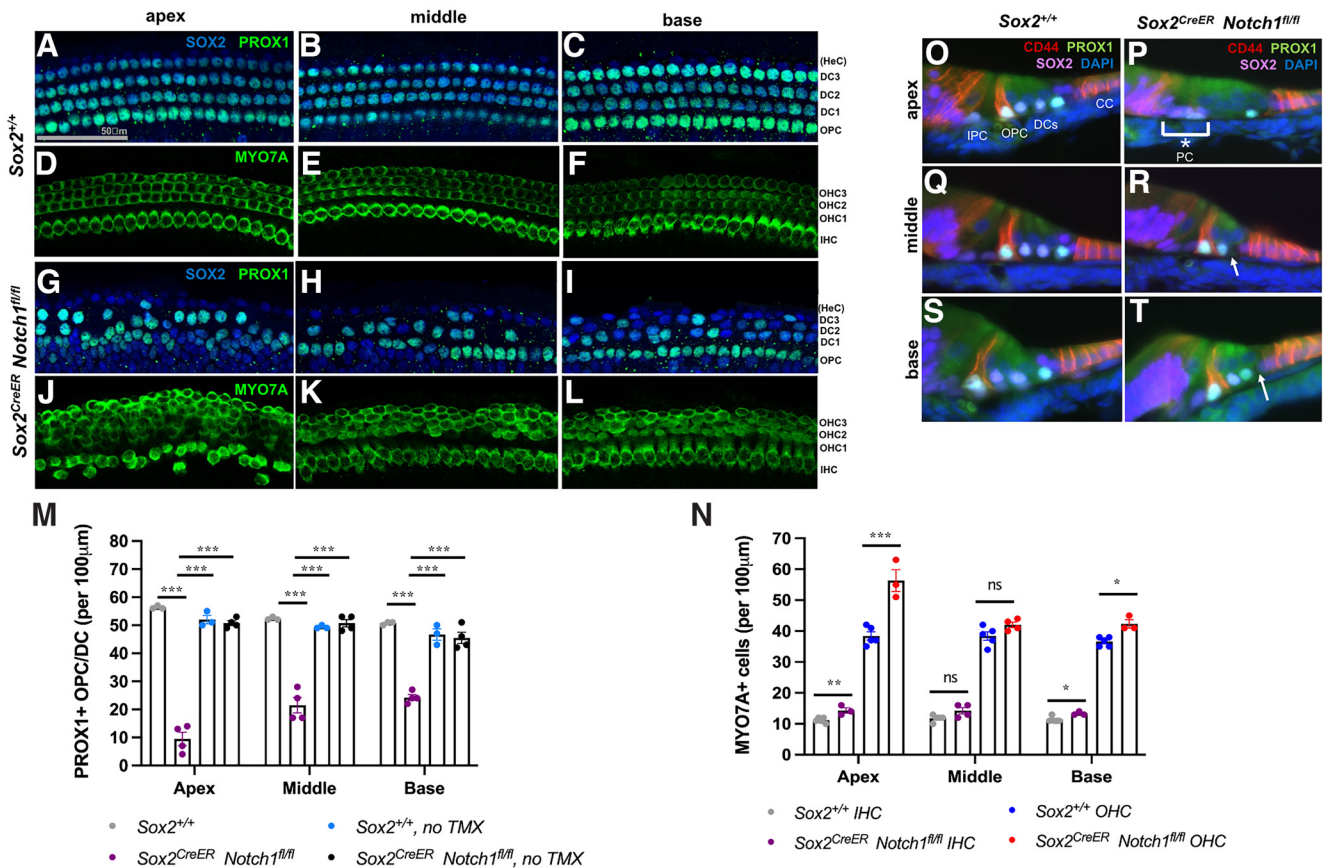 apex middle base
Sox2+/+
A SOX2 PROX1
50□m
B
C (HeC)
DC3
DC2
DC1
OPC
D MYO7A
E
F
OHC3
OHC2
OHC1
IHC
Sox2CreER Notch1fl/fl
G SOX2 PROX1
H
I (HeC)
DC3
DC2
DC1
OPC
J MYO7A
K
L
OHC3
OHC2
OHC1
IHC
Sox2+/+ Sox2CreER Notch1fl/fl
apex
O CD44 PROX1
SOX2 DAPI
IPC OPC DCs CC
P CD44 PROX1
SOX2 DAPI
*
PC
middle
Q R
base
S T
M
PROX1+ OPC/DC (per 100µm)
80
70
60
50
40
30
20
10
0
*** *** ***
*** *** ***
*** *** ***
Apex Middle Base
Sox2+/+ Sox2+/+, no TMX
Sox2CreER Notch1fl/fl Sox2CreER Notch1fl/fl, no TMX
N
MYO7A+ cells (per 100µm)
70
60
50
40
30
20
10
0
** *** ns ns * *
Apex Middle Base
Sox2+/+ IHC Sox2+/+ OHC
Sox2CreER Notch1fl/fl IHC Sox2CreER Notch1fl/fl OHC